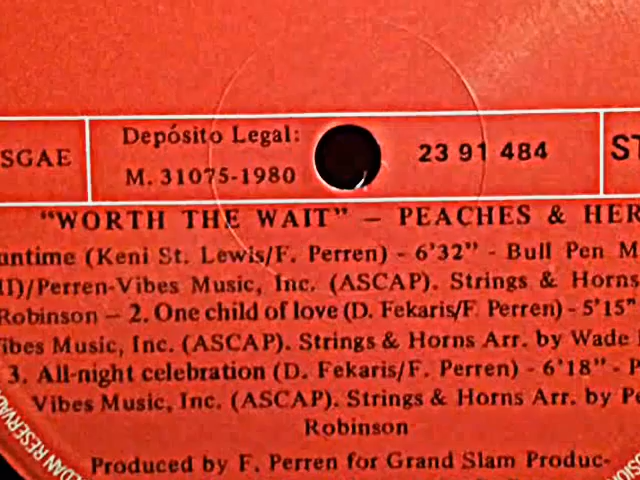 SGAE
Depósito Legal:
M. 31075-1980
23 91 484
ST
"WORTH THE WAIT" – PEACHES & HER
untime (Keni St. Lewis/F. Perren) - 6'32" - Bull Pen M
I)/Perren-Vibes Music, Inc. (ASCAP). Strings & Horns
Robinson – 2. One child of love (D. Fekaris/F. Perren) - 5'15"
ibes Music, Inc. (ASCAP). Strings & Horns Arr. by Wade
3. All-night celebration (D. Fekaris/F. Perren) - 6'18" - P
Vibes Music, Inc. (ASCAP). Strings & Horns Arr. by Pe
Robinson
Produced by F. Perren for Grand Slam Produc-
DAN RESERVAD